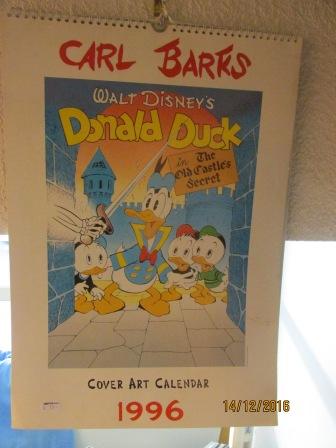 CARL BARKS
WALT DISNEY'S
Donald Duck
in The
Old Castle's
Secret
COVER ART CALENDAR
1996
14/12/2016